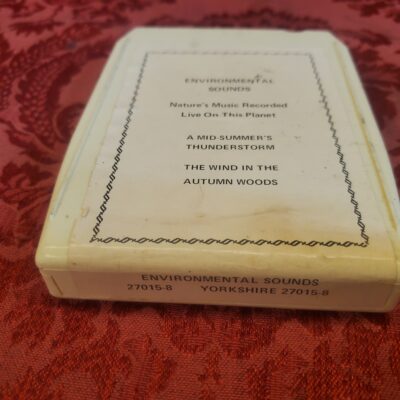 ENVIRONMENTAL
SOUNDS
Nature's Music Recorded
Live On This Planet
A MID-SUMMER'S
THUNDERSTORM
THE WIND IN THE
AUTUMN WOODS
ENVIRONMENTAL SOUNDS
27015-8 YORKSHIRE 27015-8